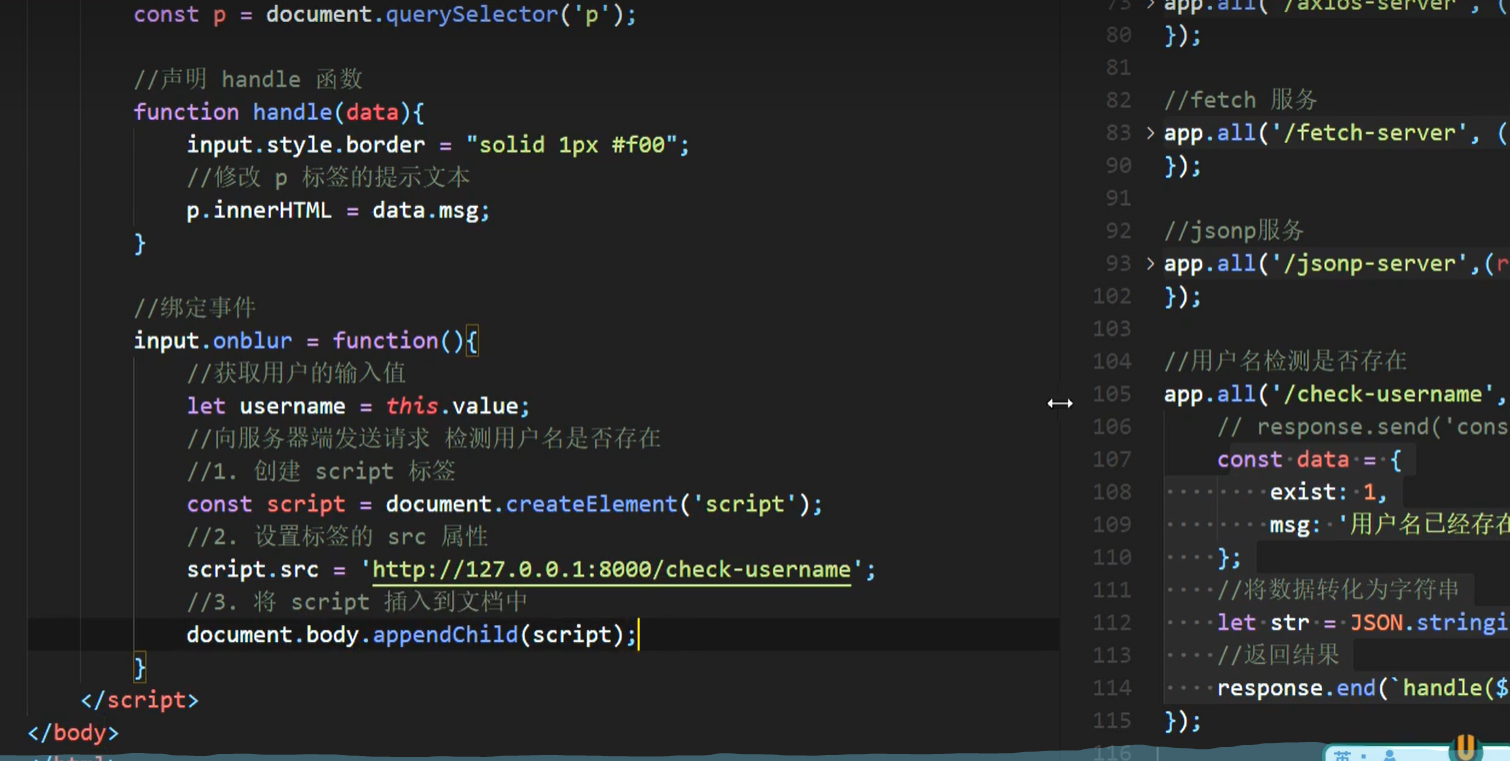 const p = document.querySelector('p');
//声明 handle 函数
function handle(data){
input.style.border = "solid 1px #f00";
//修改 p 标签的提示文本
p.innerHTML = data.msg;
}
//绑定事件
input.onblur = function(){
//获取用户的输入值
let username = this.value;
//向服务器端发送请求 检测用户名是否存在
//1. 创建 script 标签
const script = document.createElement('script');
//2. 设置标签的 src 属性
script.src = 'http://127.0.0.1:8000/check-username';
//3. 将 script 插入到文档中
document.body.appendChild(script);
}
</script>
</body>
app.all('/axios-server', (
80 });
81
82 //fetch 服务
83 app.all('/fetch-server', (
90 });
91
92 //jsonp服务
93 app.all('/jsonp-server',(r
102 });
103
104 //用户名检测是否存在
105 app.all('/check-username',
106 // response.send('cons
107 const data = {
108 exist: 1,
109 msg: '用户名已经存在
110 };
111 //将数据转化为字符串
112 let str = JSON.stringi
113 //返回结果
114 response.end(`handle($
115 });
116
英